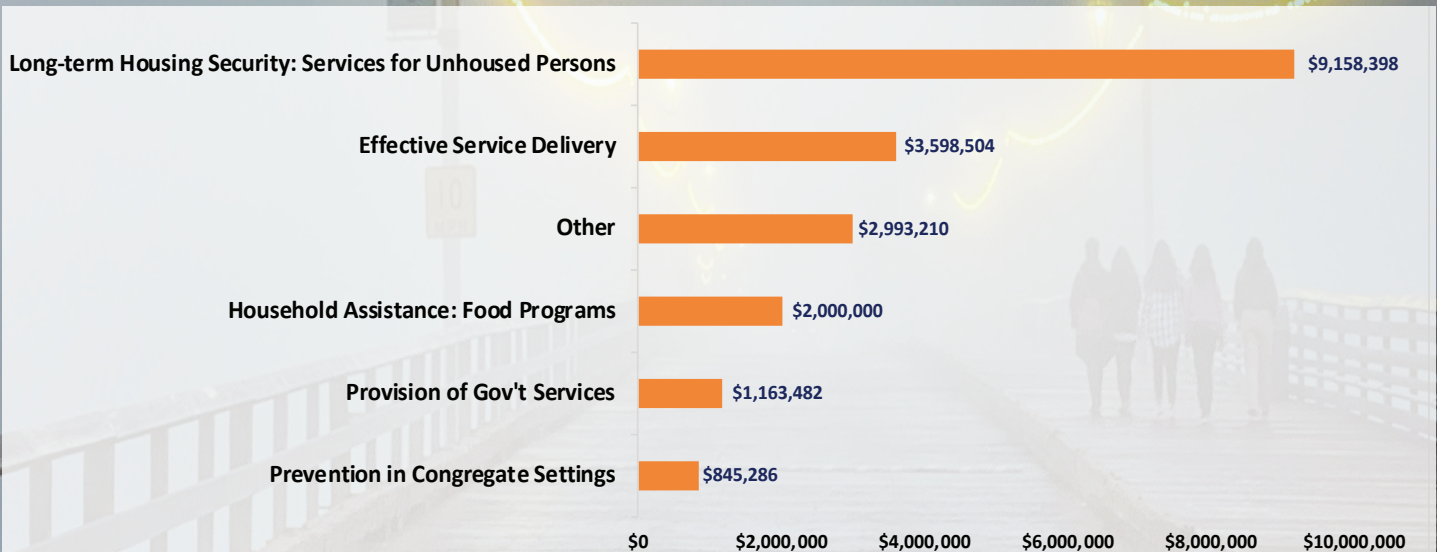 Long-term Housing Security: Services for Unhoused Persons $9,158,398
Effective Service Delivery $3,598,504
Other $2,993,210
Household Assistance: Food Programs $2,000,000
Provision of Gov't Services $1,163,482
Prevention in Congregate Settings $845,286
$0 $2,000,000 $4,000,000 $6,000,000 $8,000,000 $10,000,000
10
MPH